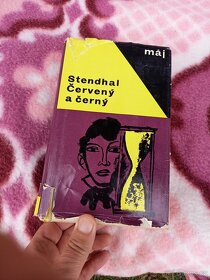 máj
Stendhal
Červený
a černý